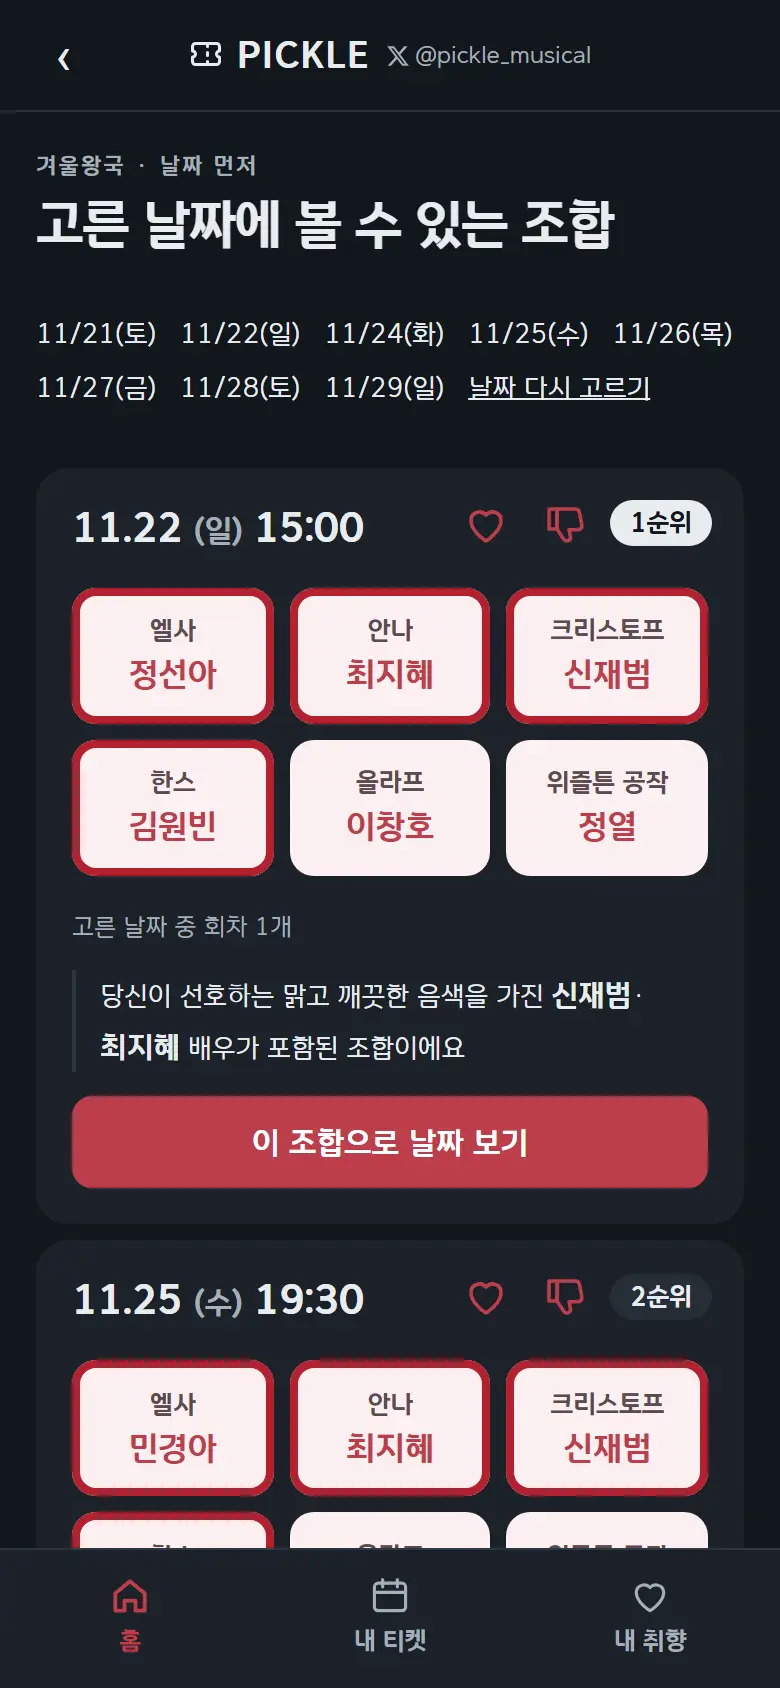 PICKLE @pickle_musical
겨울왕국 · 날짜 먼저
고른 날짜에 볼 수 있는 조합
11/21(토) 11/22(일) 11/24(화) 11/25(수) 11/26(목)
11/27(금) 11/28(토) 11/29(일) 날짜 다시 고르기
11.22 (일) 15:00 1순위
엘사 안나 크리스토프
정선아 최지혜 신재범
한스 올라프 위즐튼 공작
김원빈 이창호 정열
고른 날짜 중 회차 1개
당신이 선호하는 맑고 깨끗한 음색을 가진 신재범·
최지혜 배우가 포함된 조합이에요
이 조합으로 날짜 보기
11.25 (수) 19:30 2순위
엘사 안나 크리스토프
민경아 최지혜 신재범
홈 내 티켓 내 취향